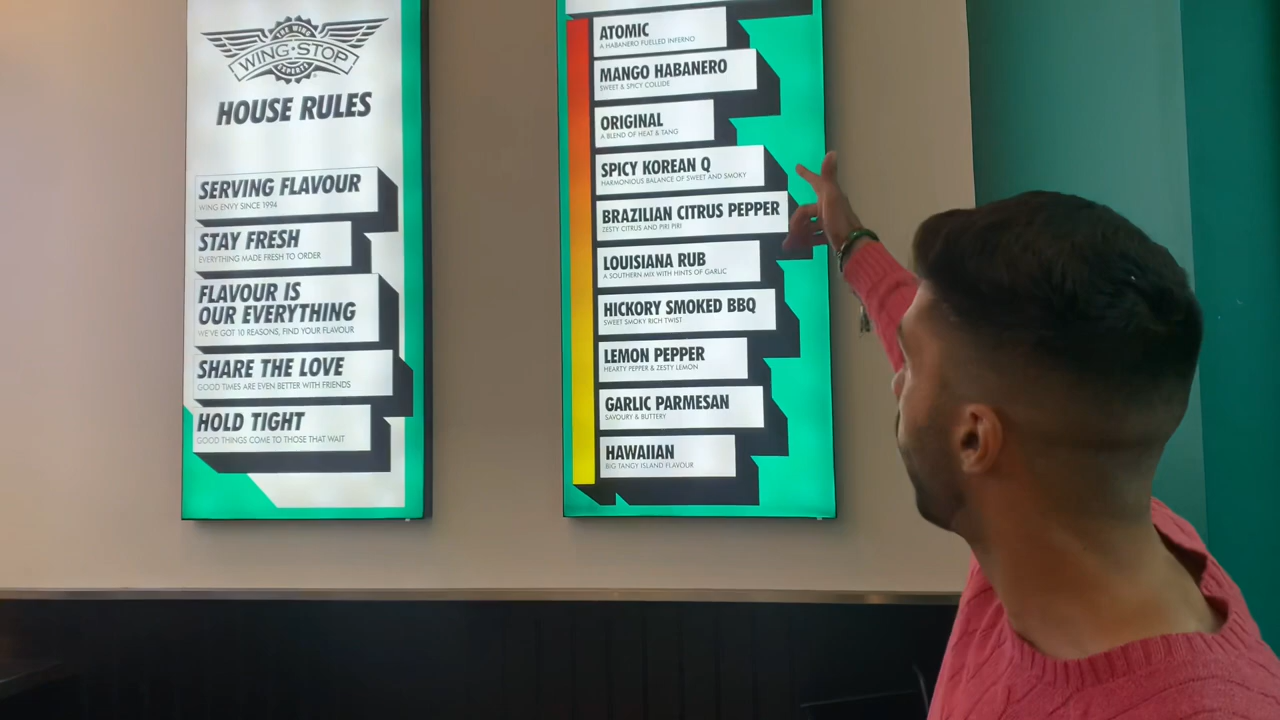 THE WING
WING·STOP
EXPERTS
HOUSE RULES
SERVING FLAVOUR
WING ENVY SINCE 1994
STAY FRESH
EVERYTHING MADE FRESH TO ORDER
FLAVOUR IS
OUR EVERYTHING
WE'VE GOT 10 REASONS, FIND YOUR FLAVOUR
SHARE THE LOVE
GOOD TIMES ARE EVEN BETTER WITH FRIENDS
HOLD TIGHT
GOOD THINGS COME TO THOSE THAT WAIT
ATOMIC
A HABANERO FUELLED INFERNO
MANGO HABANERO
SWEET & SPICY COLLIDE
ORIGINAL
A BLEND OF HEAT & TANG
SPICY KOREAN Q
HARMONIOUS BALANCE OF SWEET AND SMOKY
BRAZILIAN CITRUS PEPPER
ZESTY CITRUS AND PIRI PIRI
LOUISIANA RUB
A SOUTHERN MIX WITH HINTS OF GARLIC
HICKORY SMOKED BBQ
SWEET SMOKY RICH TWIST
LEMON PEPPER
HEARTY PEPPER & ZESTY LEMON
GARLIC PARMESAN
SAVOURY & BUTTERY
HAWAIIAN
BIG TANGY ISLAND FLAVOUR